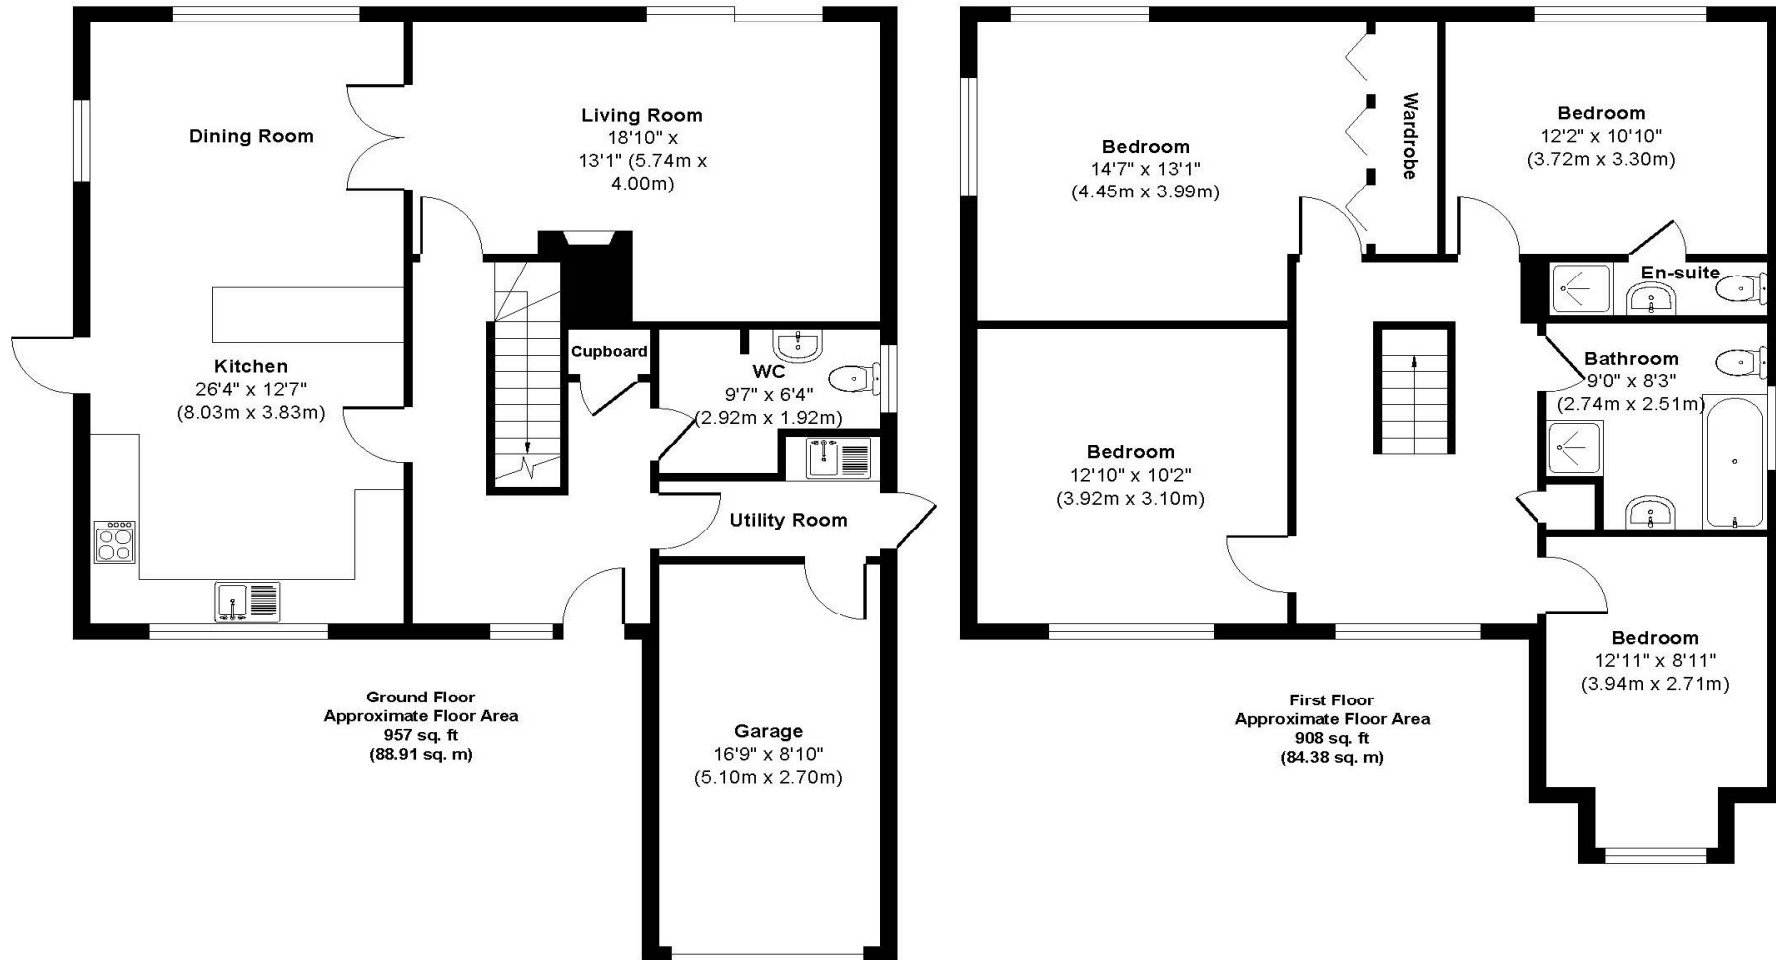 Dining Room
Living Room
18'10" x
13'1" (5.74m x
4.00m)
Kitchen
26'4" x 12'7"
(8.03m x 3.83m)
Cupboard
WC
9'7" x 6'4"
(2.92m x 1.92m)
Utility Room
Garage
16'9" x 8'10"
(5.10m x 2.70m)
Ground Floor
Approximate Floor Area
957 sq. ft
(88.91 sq. m)
Bedroom
14'7" x 13'1"
(4.45m x 3.99m)
Wardrobe
Bedroom
12'2" x 10'10"
(3.72m x 3.30m)
En-suite
Bathroom
9'0" x 8'3"
(2.74m x 2.51m)
Bedroom
12'10" x 10'2"
(3.92m x 3.10m)
Bedroom
12'11" x 8'11"
(3.94m x 2.71m)
First Floor
Approximate Floor Area
908 sq. ft
(84.38 sq. m)